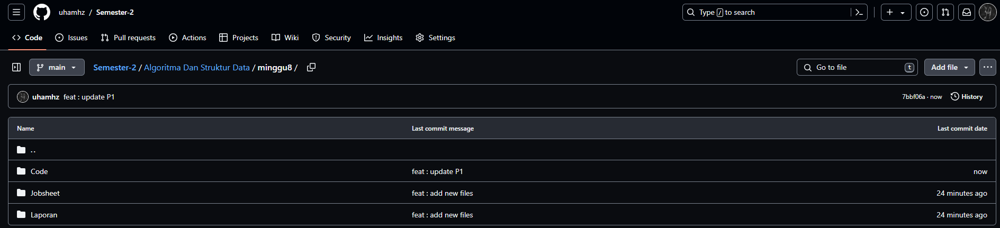 uhamhz / Semester-2 Type / to search
Code Issues Pull requests Actions Projects Wiki Security Insights Settings
main Semester-2 / Algoritma Dan Struktur Data / minggu8 / Go to file t Add file ...
uhamhz feat : update P1 7bbf06a · now History
Name Last commit message Last commit date
..
Code feat : update P1 now
Jobsheet feat : add new files 24 minutes ago
Laporan feat : add new files 24 minutes ago